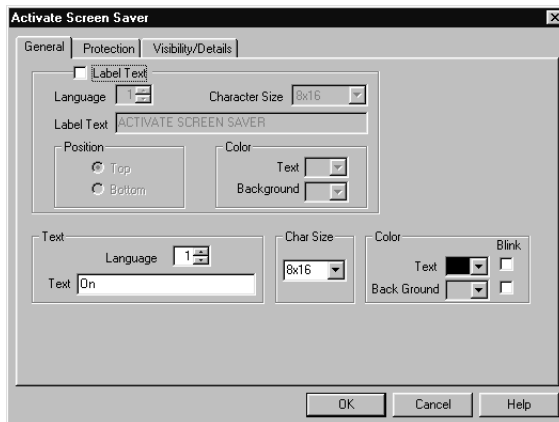 Activate Screen Saver
General Protection Visibility/Details
Label Text
Language 1 Character Size 8x16
Label Text ACTIVATE SCREEN SAVER
Position Color
Top Text
Bottom Background
Text Char Size Color
Blink
Language 1
8x16 Text
Text On Back Ground
OK Cancel Help